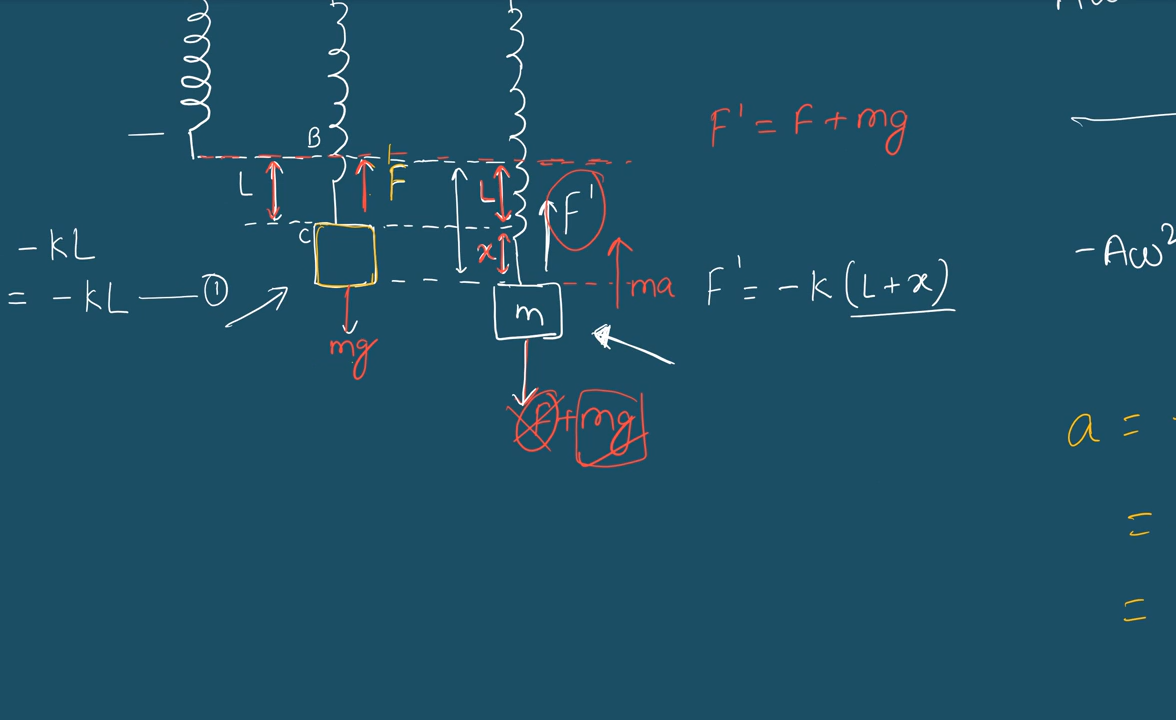 B
F' = F + mg
L
F
L
F'
C
- kL
x
- Aω²
= - kL —— ①
ma
F' = - k (L + x)
m
mg
F + mg
a =
=
=